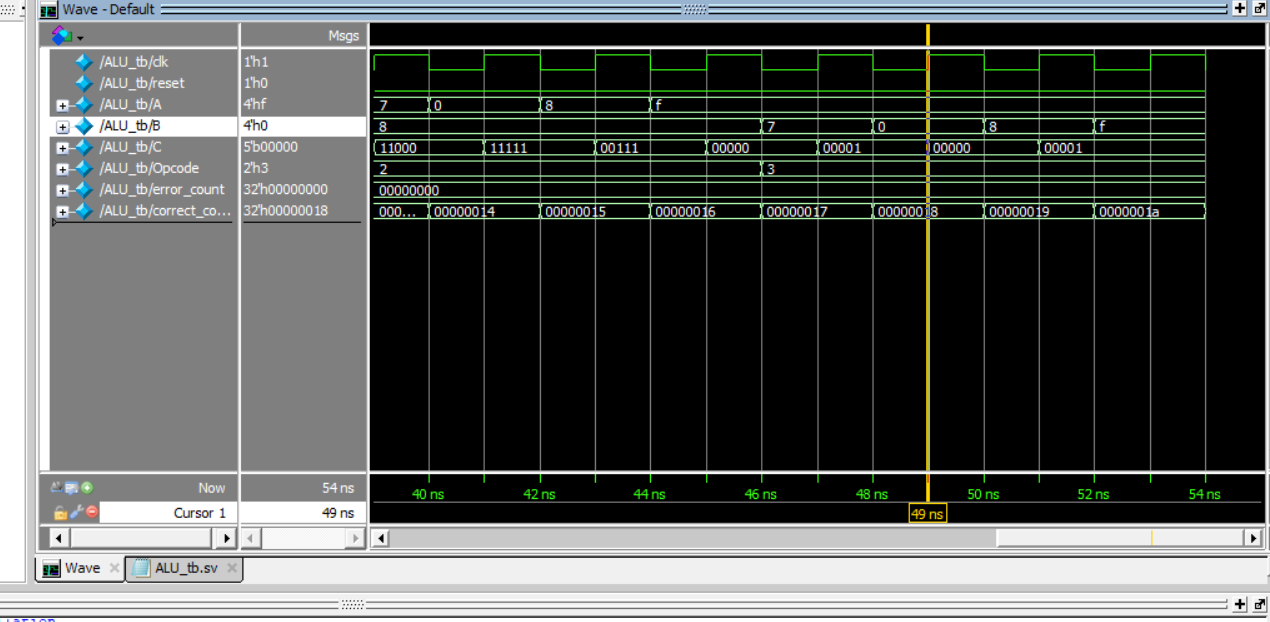 Wave - Default
Msgs
/ALU_tb/clk 1'h1
/ALU_tb/reset 1'h0
/ALU_tb/A 4'hf 7 0 8 f
/ALU_tb/B 4'h0 8 7 0 8 f
/ALU_tb/C 5'b00000 11000 11111 00111 00000 00001 00000 00001
/ALU_tb/Opcode 2'h3 2 3
/ALU_tb/error_count 32'h00000000 00000000
/ALU_tb/correct_co... 32'h00000018 000... 00000014 00000015 00000016 00000017 00000018 00000019 0000001a
Now 54 ns 40 ns 42 ns 44 ns 46 ns 48 ns 50 ns 52 ns 54 ns
Cursor 1 49 ns 49 ns
Wave ALU_tb.sv